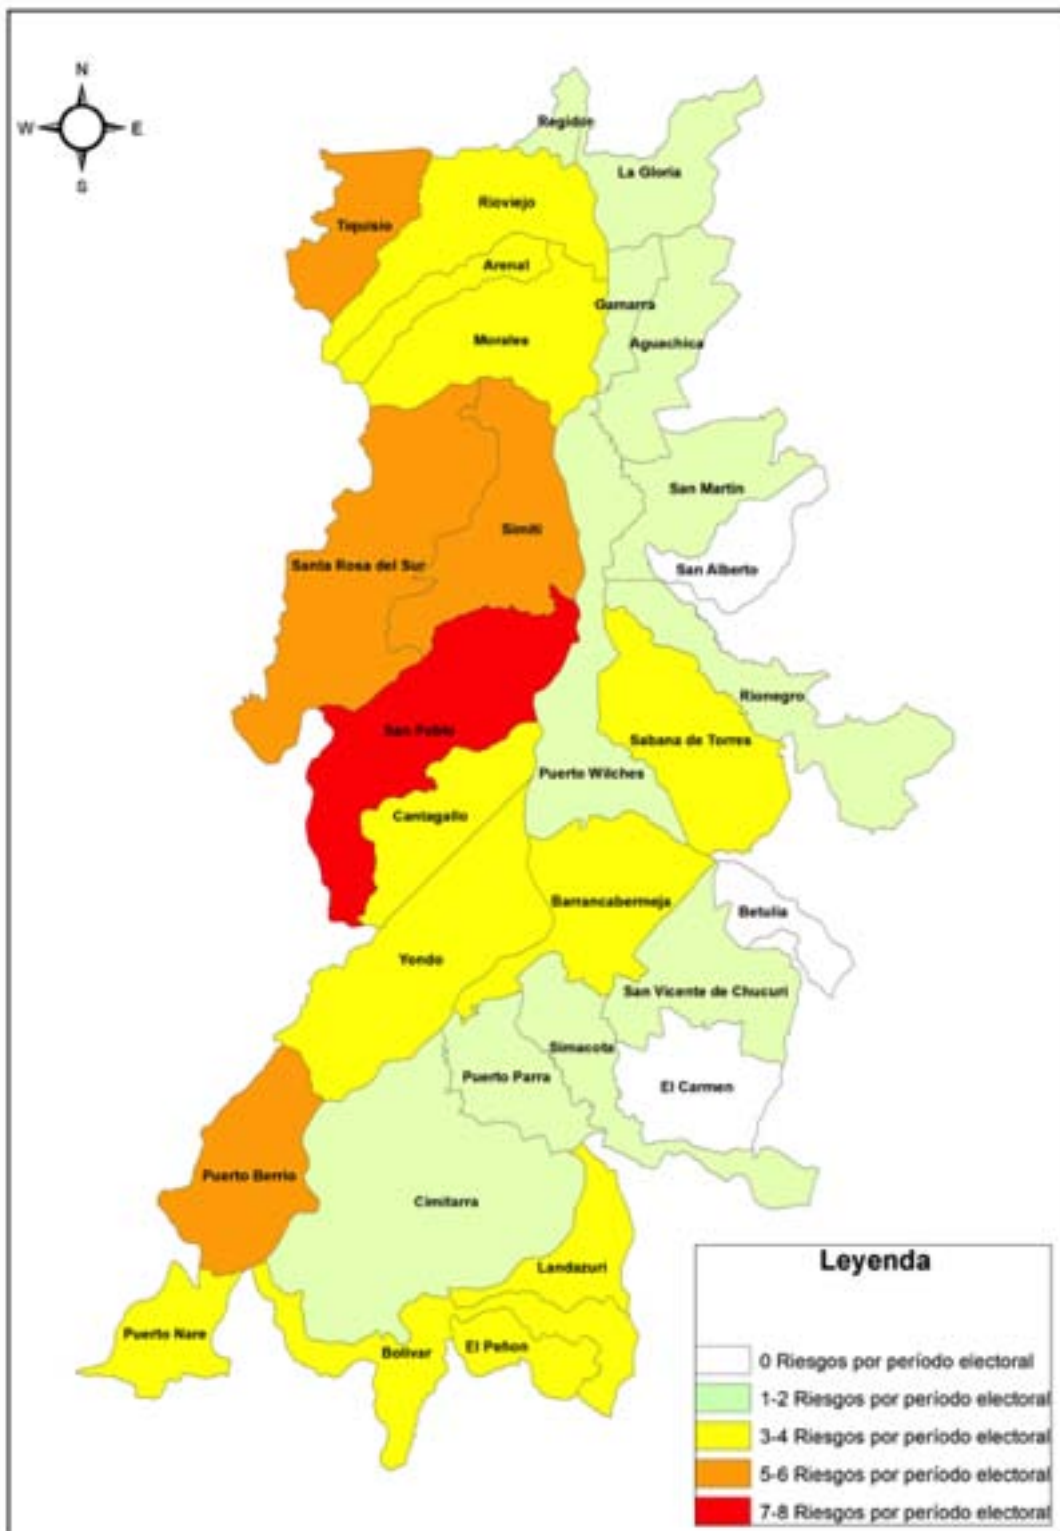 N
W E
S
Regidor
La Gloria
Rioviejo
Tiquisio
Arenal
Gamarra
Morales
Aguachica
San Martin
Simiti
Santa Rosa del Sur
San Alberto
Rionegro
San Pablo
Sabana de Torres
Puerto Wilches
Cantagallo
Barrancabermeja
Betulia
Yondo
San Vicente de Chucuri
Simacota
Puerto Parra
El Carmen
Puerto Berrio
Cimitarra
Landazuri
Puerto Nare
Bolivar
El Peñon
Leyenda
0 Riesgos por período electoral
1-2 Riesgos por período electoral
3-4 Riesgos por período electoral
5-6 Riesgos por período electoral
7-8 Riesgos por período electoral